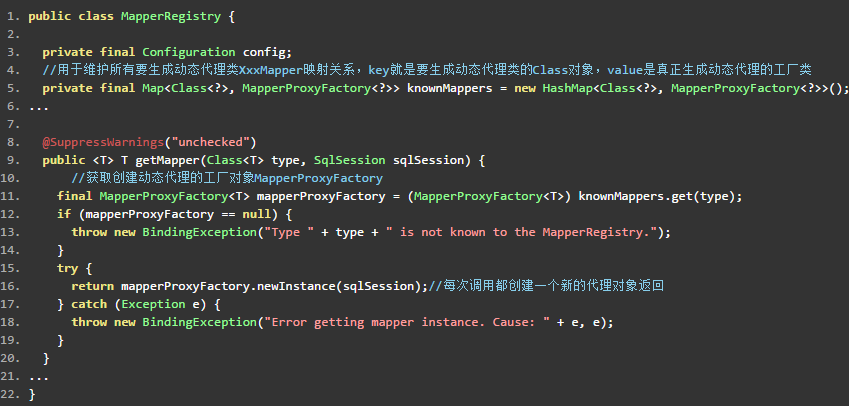 1. public class MapperRegistry {
2.
3. private final Configuration config;
4. //用于维护所有要生成动态代理类XxxMapper映射关系，key就是要生成动态代理类的Class对象，value是真正生成动态代理的工厂类
5. private final Map<Class<?>, MapperProxyFactory<?>> knownMappers = new HashMap<Class<?>, MapperProxyFactory<?>>();
6. ...
7.
8. @SuppressWarnings("unchecked")
9. public <T> T getMapper(Class<T> type, SqlSession sqlSession) {
10. //获取创建动态代理的工厂对象MapperProxyFactory
11. final MapperProxyFactory<T> mapperProxyFactory = (MapperProxyFactory<T>) knownMappers.get(type);
12. if (mapperProxyFactory == null) {
13. throw new BindingException("Type " + type + " is not known to the MapperRegistry.");
14. }
15. try {
16. return mapperProxyFactory.newInstance(sqlSession);//每次调用都创建一个新的代理对象返回
17. } catch (Exception e) {
18. throw new BindingException("Error getting mapper instance. Cause: " + e, e);
19. }
20. }
21. ...
22. }